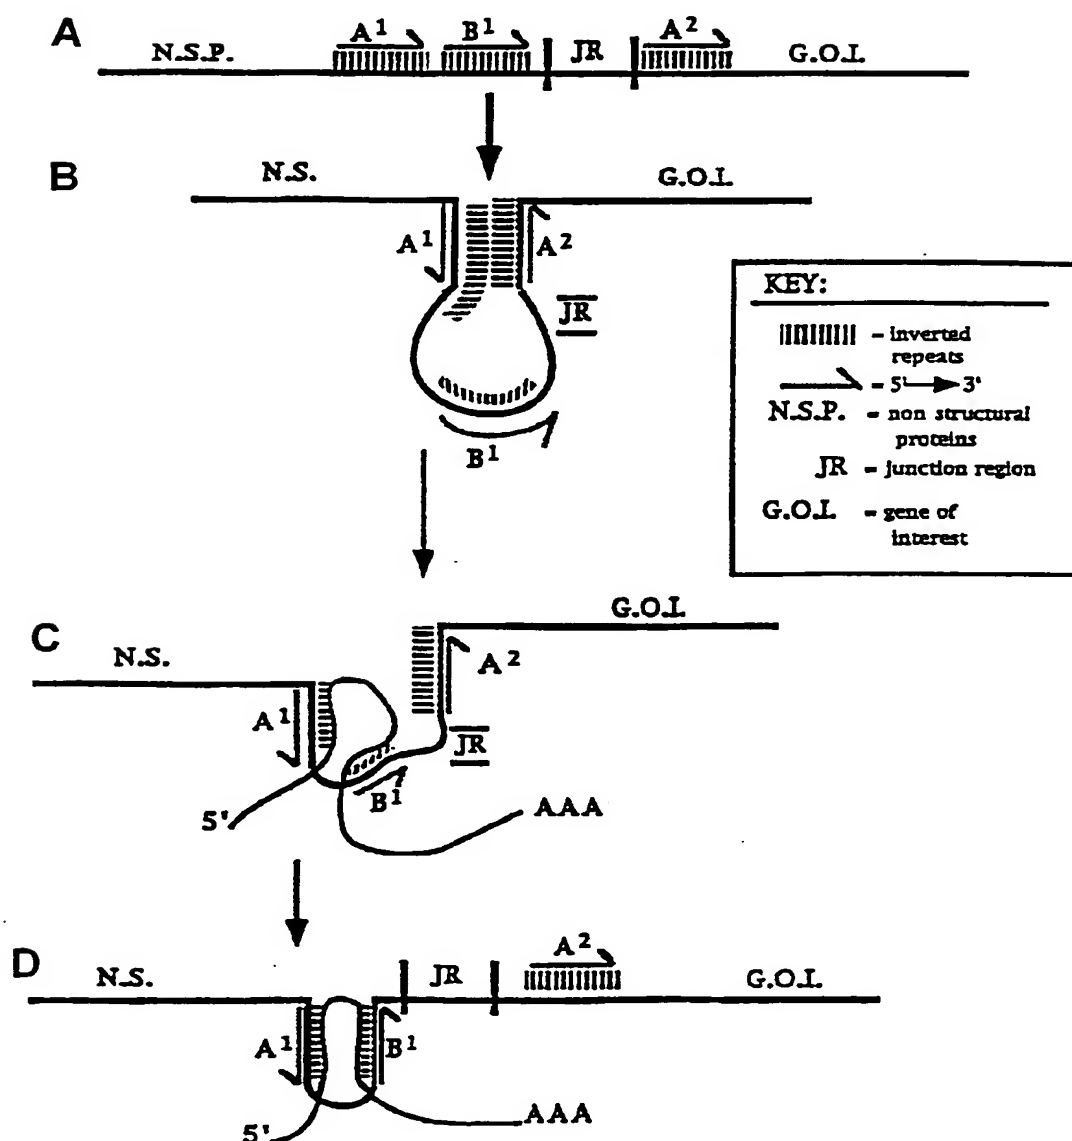 A
N.S.P.
A1
B1
JR
A2
G.O.I.
B
N.S.
G.O.I.
A1
A2
JR
B1
KEY:
- inverted
repeats
= 5' 3'
N.S.P. = non structural
proteins
JR = junction region
G.O.I. = gene of
interest
C
G.O.I.
N.S.
A2
A1
JR
B1
5'
AAA
D
N.S.
JR
A2
G.O.I.
A1
B1
AAA
5'